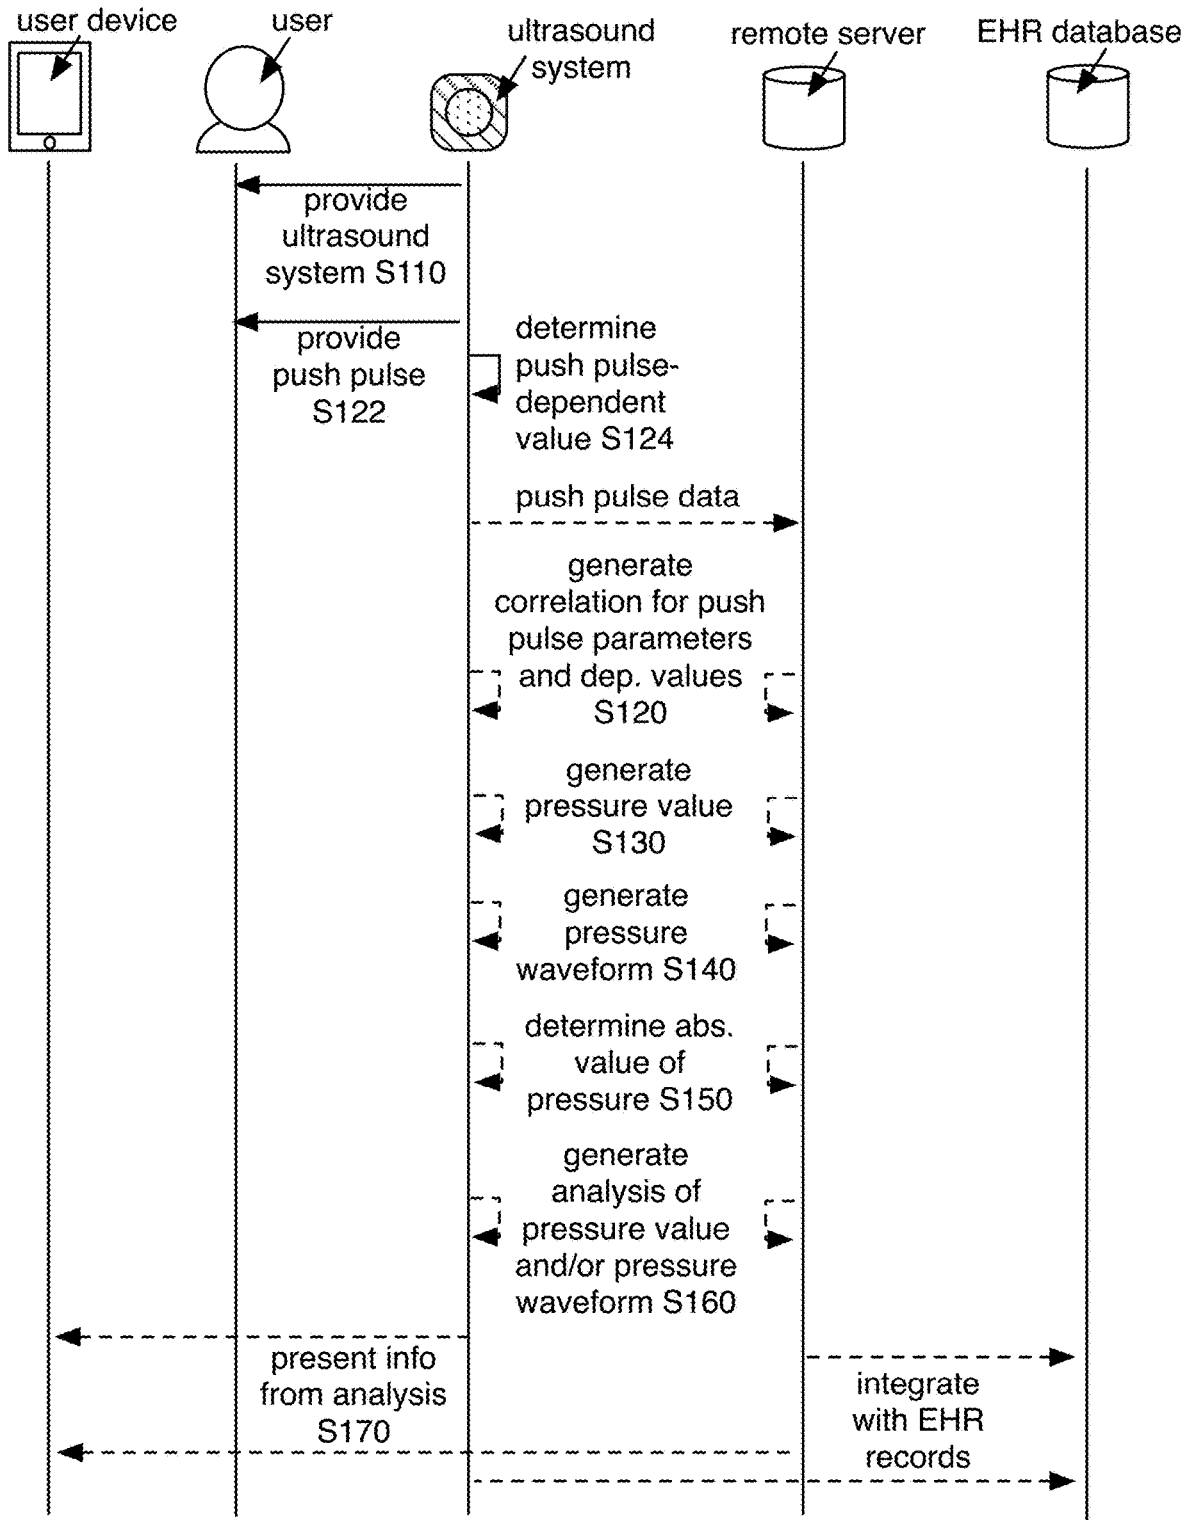 user device
user
ultrasound
system
remote server
EHR database
provide
ultrasound
system S110
provide
push pulse
S122
determine
push pulse-
dependent
value S124
push pulse data
generate
correlation for push
pulse parameters
and dep. values
S120
generate
pressure value
S130
generate
pressure
waveform S140
determine abs.
value of
pressure S150
generate
analysis of
pressure value
and/or pressure
waveform S160
present info
from analysis
S170
integrate
with EHR
records